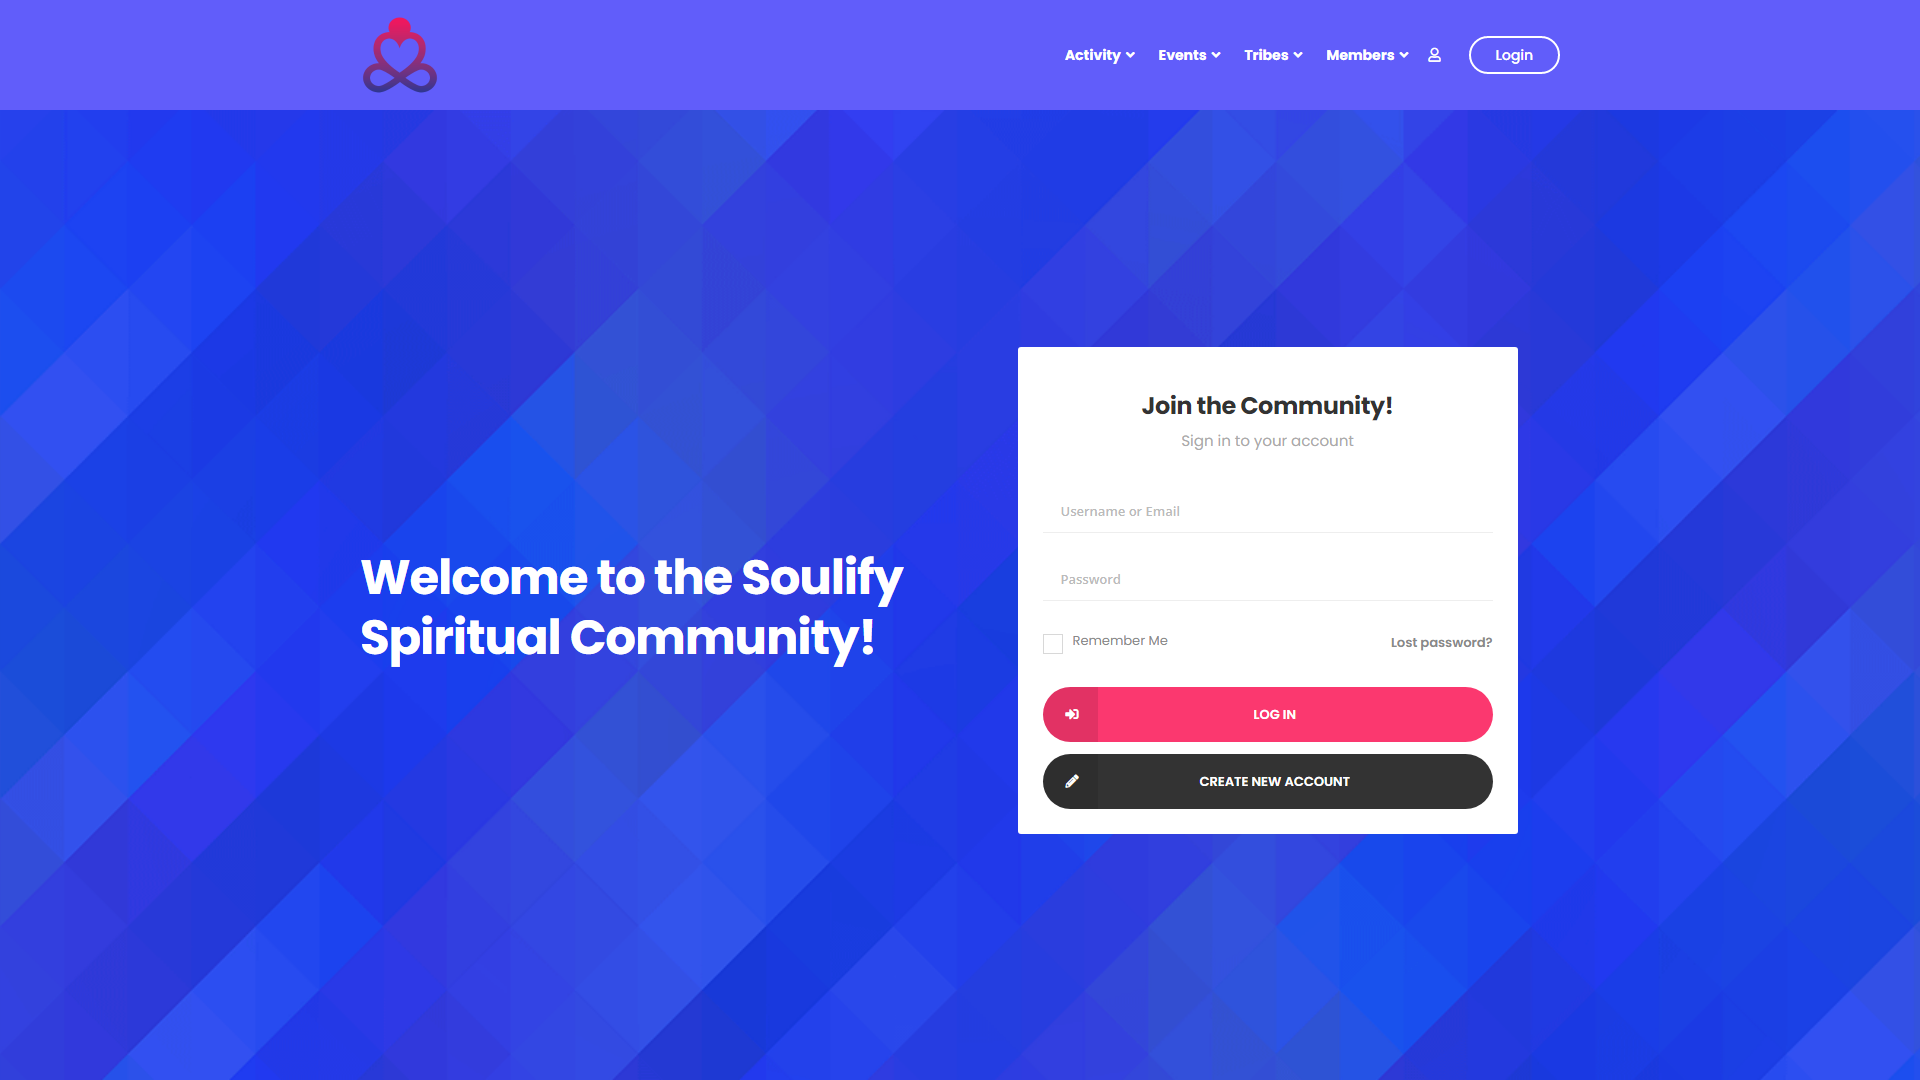 Activity
Events
Tribes
Members
Login
Welcome to the Soulify
Spiritual Community!
Join the Community!
Sign in to your account
Username or Email
Password
Remember Me
Lost password?
LOG IN
CREATE NEW ACCOUNT